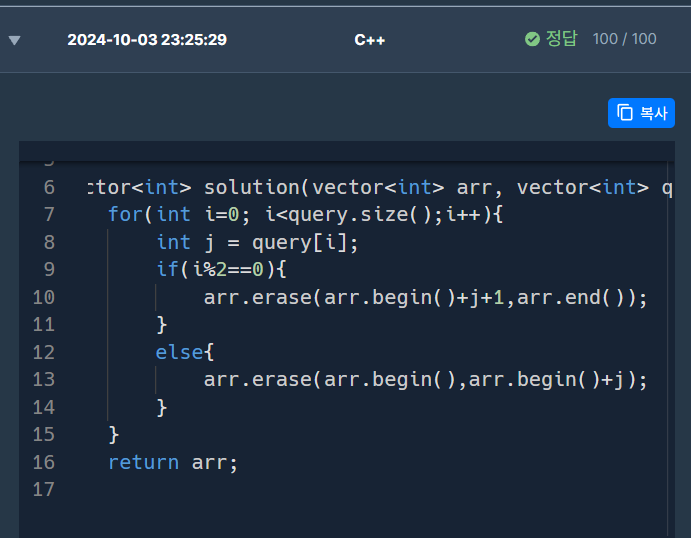 2024-10-03 23:25:29 C++ 정답 100 / 100
복사
6 ctor<int> solution(vector<int> arr, vector<int> q
7 for(int i=0; i<query.size();i++){
8 int j = query[i];
9 if(i%2==0){
10 arr.erase(arr.begin()+j+1,arr.end());
11 }
12 else{
13 arr.erase(arr.begin(),arr.begin()+j);
14 }
15 }
16 return arr;
17